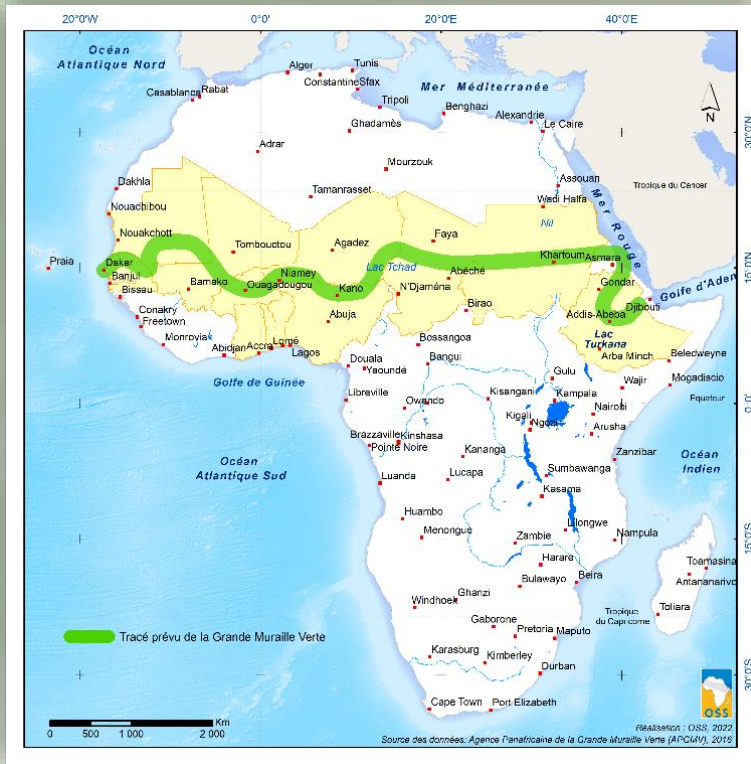 20°0'W 0°0' 20°0'E 40°0'E
Océan
Atlantique Nord
Alger
Tunis
Constantine
Sfax
Mer Méditerranée
Casablanca
Rabat
Tripoli
Benghazi
Alexandrie
Le Caire
N
30°0'N
Ghadamès
Adrar
Mourzouk
Assouan
Tropique du Cancer
Dakhla
Tamanrasset
Wadi Halfa
Mer Rouge
Nouadhibou
Nil
Nouakchott
Tombouctou
Agadez
Faya
Khartoum
Asmara
Praia
Dakar
Lac Tchad
15°0'N
Banjul
Bissau
Bamako
Ouagadougou
Niamey
Kano
N'Djaména
Abéché
Gondar
Golfe d'Aden
Djibouti
Conakry
Freetown
Abuja
Birao
Addis-Abeba
Monrovia
Abidjan
Accra
Lomé
Lagos
Bossangoa
Lac
Turkana
Arba Minch
Beledweyne
Douala
Yaoundé
Bangui
Golfe de Guinée
Gulu
Wajir
Mogadiscio
Libreville
Owando
Kisangani
Kampala
Equateur
0°0'
Kigali
Ngozi
Nairobi
Arusha
Brazzaville
Kinshasa
Pointe Noire
Kananga
Zanzibar
Océan
Indien
Océan
Atlantique Sud
Luanda
Lucapa
Sumbawanga
Kasama
Huambo
Menongue
Lilongwe
Zambie
Nampula
15°0'S
Harara
Beira
Toamasina
Antananarivo
Bulawayo
Windhoek
Ghanzi
Tropique
du Capricorne
Toliara
Gaborone
Pretoria
Maputo
Tracé prévu de la Grande Muraille Verte
Karasburg
Kimberley
Durban
30°0'S
Cape Town
Port Elizabeth
OSS
Km
0 500 1 000 2 000
Réalisation : OSS, 2022
Source des données: Agence Panafricaine de la Grande Muraille Verte (APGMV), 2016